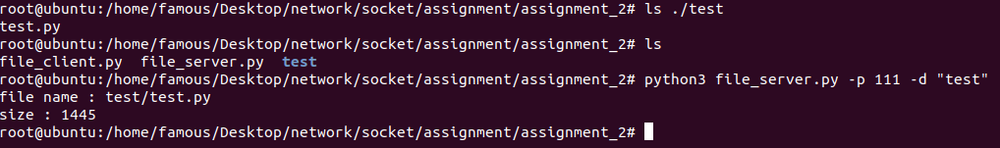 root@ubuntu:/home/famous/Desktop/network/socket/assignment/assignment_2# ls ./test
test.py
root@ubuntu:/home/famous/Desktop/network/socket/assignment/assignment_2# ls
file_client.py  file_server.py  test
root@ubuntu:/home/famous/Desktop/network/socket/assignment/assignment_2# python3 file_server.py -p 111 -d "test"
file name : test/test.py
size : 1445
root@ubuntu:/home/famous/Desktop/network/socket/assignment/assignment_2#